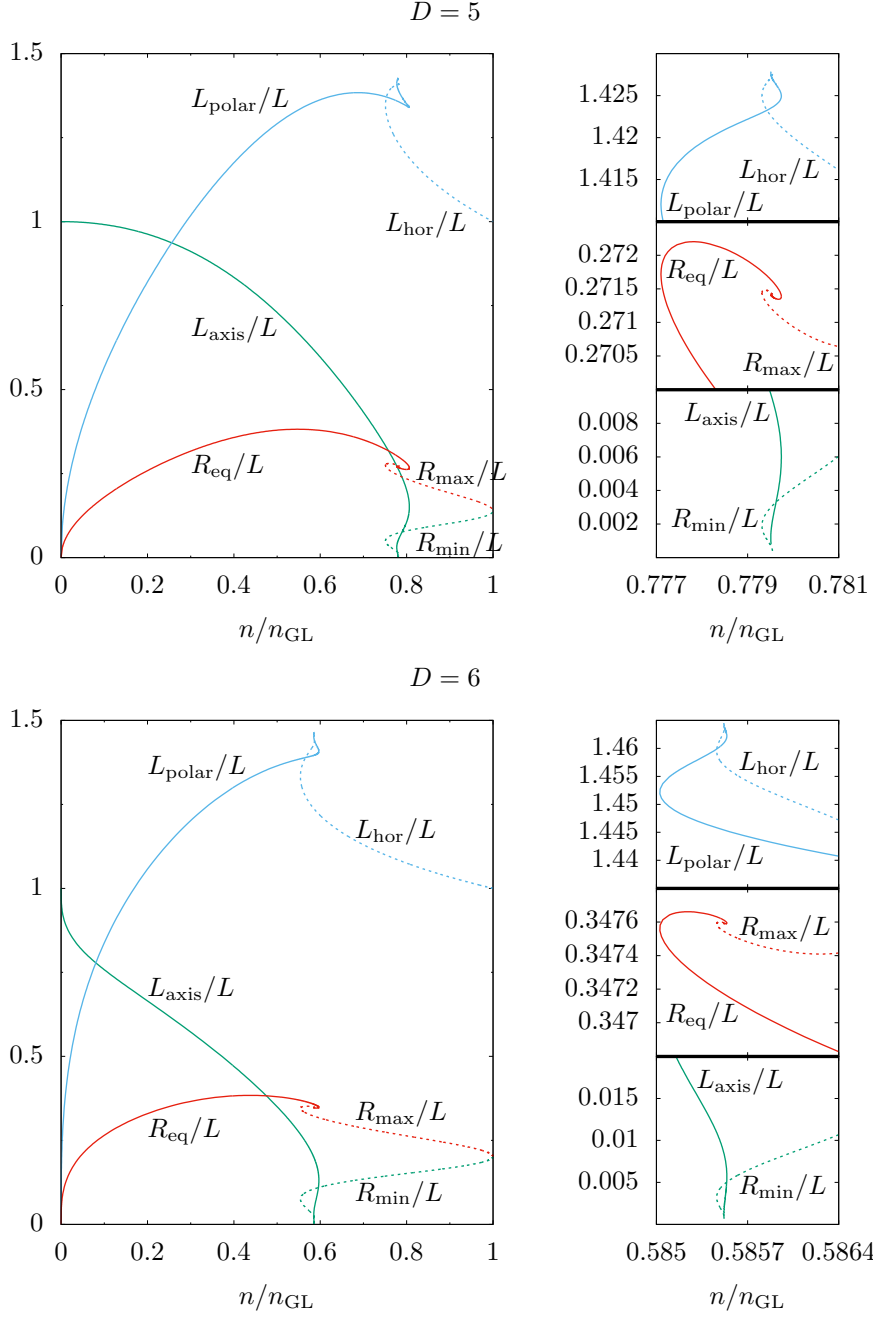 D = 5
1.5
1
0.5
0
0
0.2
0.4
0.6
0.8
1
n/n_GL
L_polar/L
L_hor/L
L_axis/L
R_eq/L
R_max/L
R_min/L
1.425
1.42
1.415
L_hor/L
L_polar/L
0.272
0.2715
0.271
0.2705
R_eq/L
R_max/L
0.008
0.006
0.004
0.002
L_axis/L
R_min/L
0.777
0.779
0.781
n/n_GL
D = 6
1.5
1
0.5
0
0
0.2
0.4
0.6
0.8
1
n/n_GL
L_polar/L
L_hor/L
L_axis/L
R_eq/L
R_max/L
R_min/L
1.46
1.455
1.45
1.445
1.44
L_hor/L
L_polar/L
0.3476
0.3474
0.3472
0.347
R_max/L
R_eq/L
0.015
0.01
0.005
L_axis/L
R_min/L
0.585
0.5857
0.5864
n/n_GL